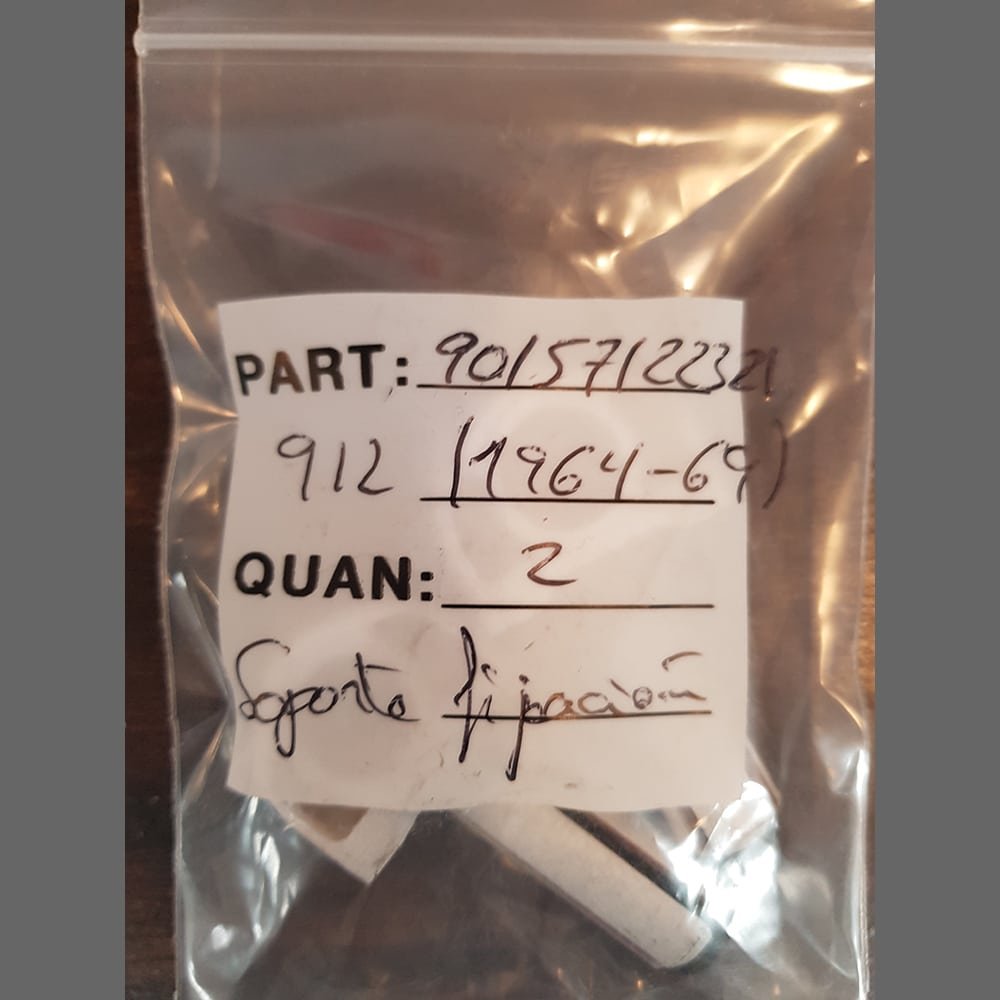 PART: 90157122321
912 (1964-69)
QUAN: 2
Soporte fijación